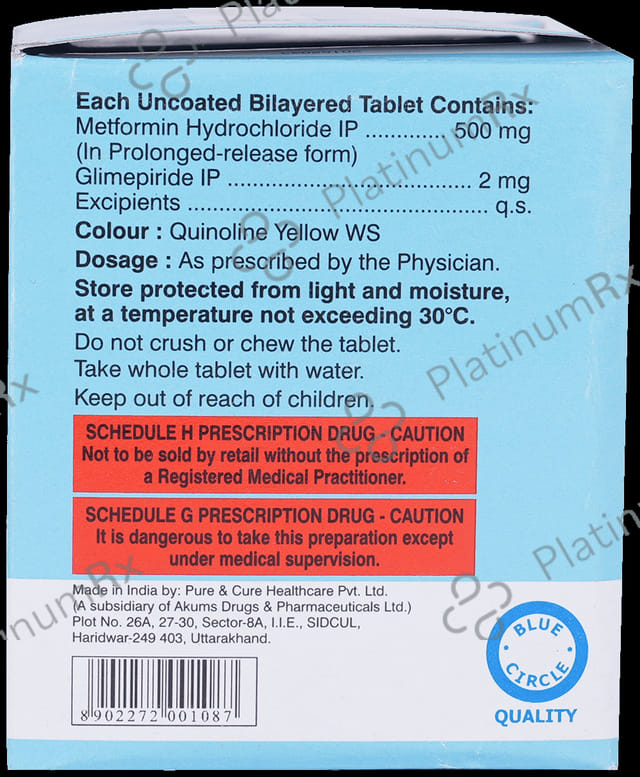 Each Uncoated Bilayered Tablet Contains:
Metformin Hydrochloride IP ............. 500 mg
(In Prolonged-release form)
Glimepiride IP ....................................... 2 mg
Excipients ................................................ q.s.
Colour : Quinoline Yellow WS
Dosage : As prescribed by the Physician.
Store protected from light and moisture,
at a temperature not exceeding 30°C.
Do not crush or chew the tablet.
Take whole tablet with water.
Keep out of reach of children.
SCHEDULE H PRESCRIPTION DRUG - CAUTION
Not to be sold by retail without the prescription of
a Registered Medical Practitioner.
SCHEDULE G PRESCRIPTION DRUG - CAUTION
It is dangerous to take this preparation except
under medical supervision.
Made in India by: Pure & Cure Healthcare Pvt. Ltd.
(A subsidiary of Akums Drugs & Pharmaceuticals Ltd.)
Plot No. 26A, 27-30, Sector-8A, I.I.E., SIDCUL,
Haridwar-249 403, Uttarakhand.
8 902272 001087
BLUE
CIRCLE
QUALITY
PlatinumRx
PlatinumRx
PlatinumRx
PlatinumRx